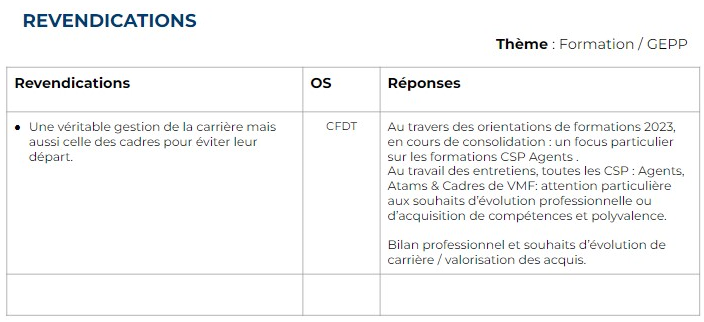 REVENDICATIONS
Thème : Formation / GEPP
Revendications OS Réponses
• Une véritable gestion de la carrière mais
aussi celle des cadres pour éviter leur
départ.
CFDT
Au travers des orientations de formations 2023,
en cours de consolidation : un focus particulier
sur les formations CSP Agents .
Au travail des entretiens, toutes les CSP : Agents,
Atams & Cadres de VMF: attention particulière
aux souhaits d’évolution professionnelle ou
d’acquisition de compétences et polyvalence.
Bilan professionnel et souhaits d’évolution de
carrière / valorisation des acquis.